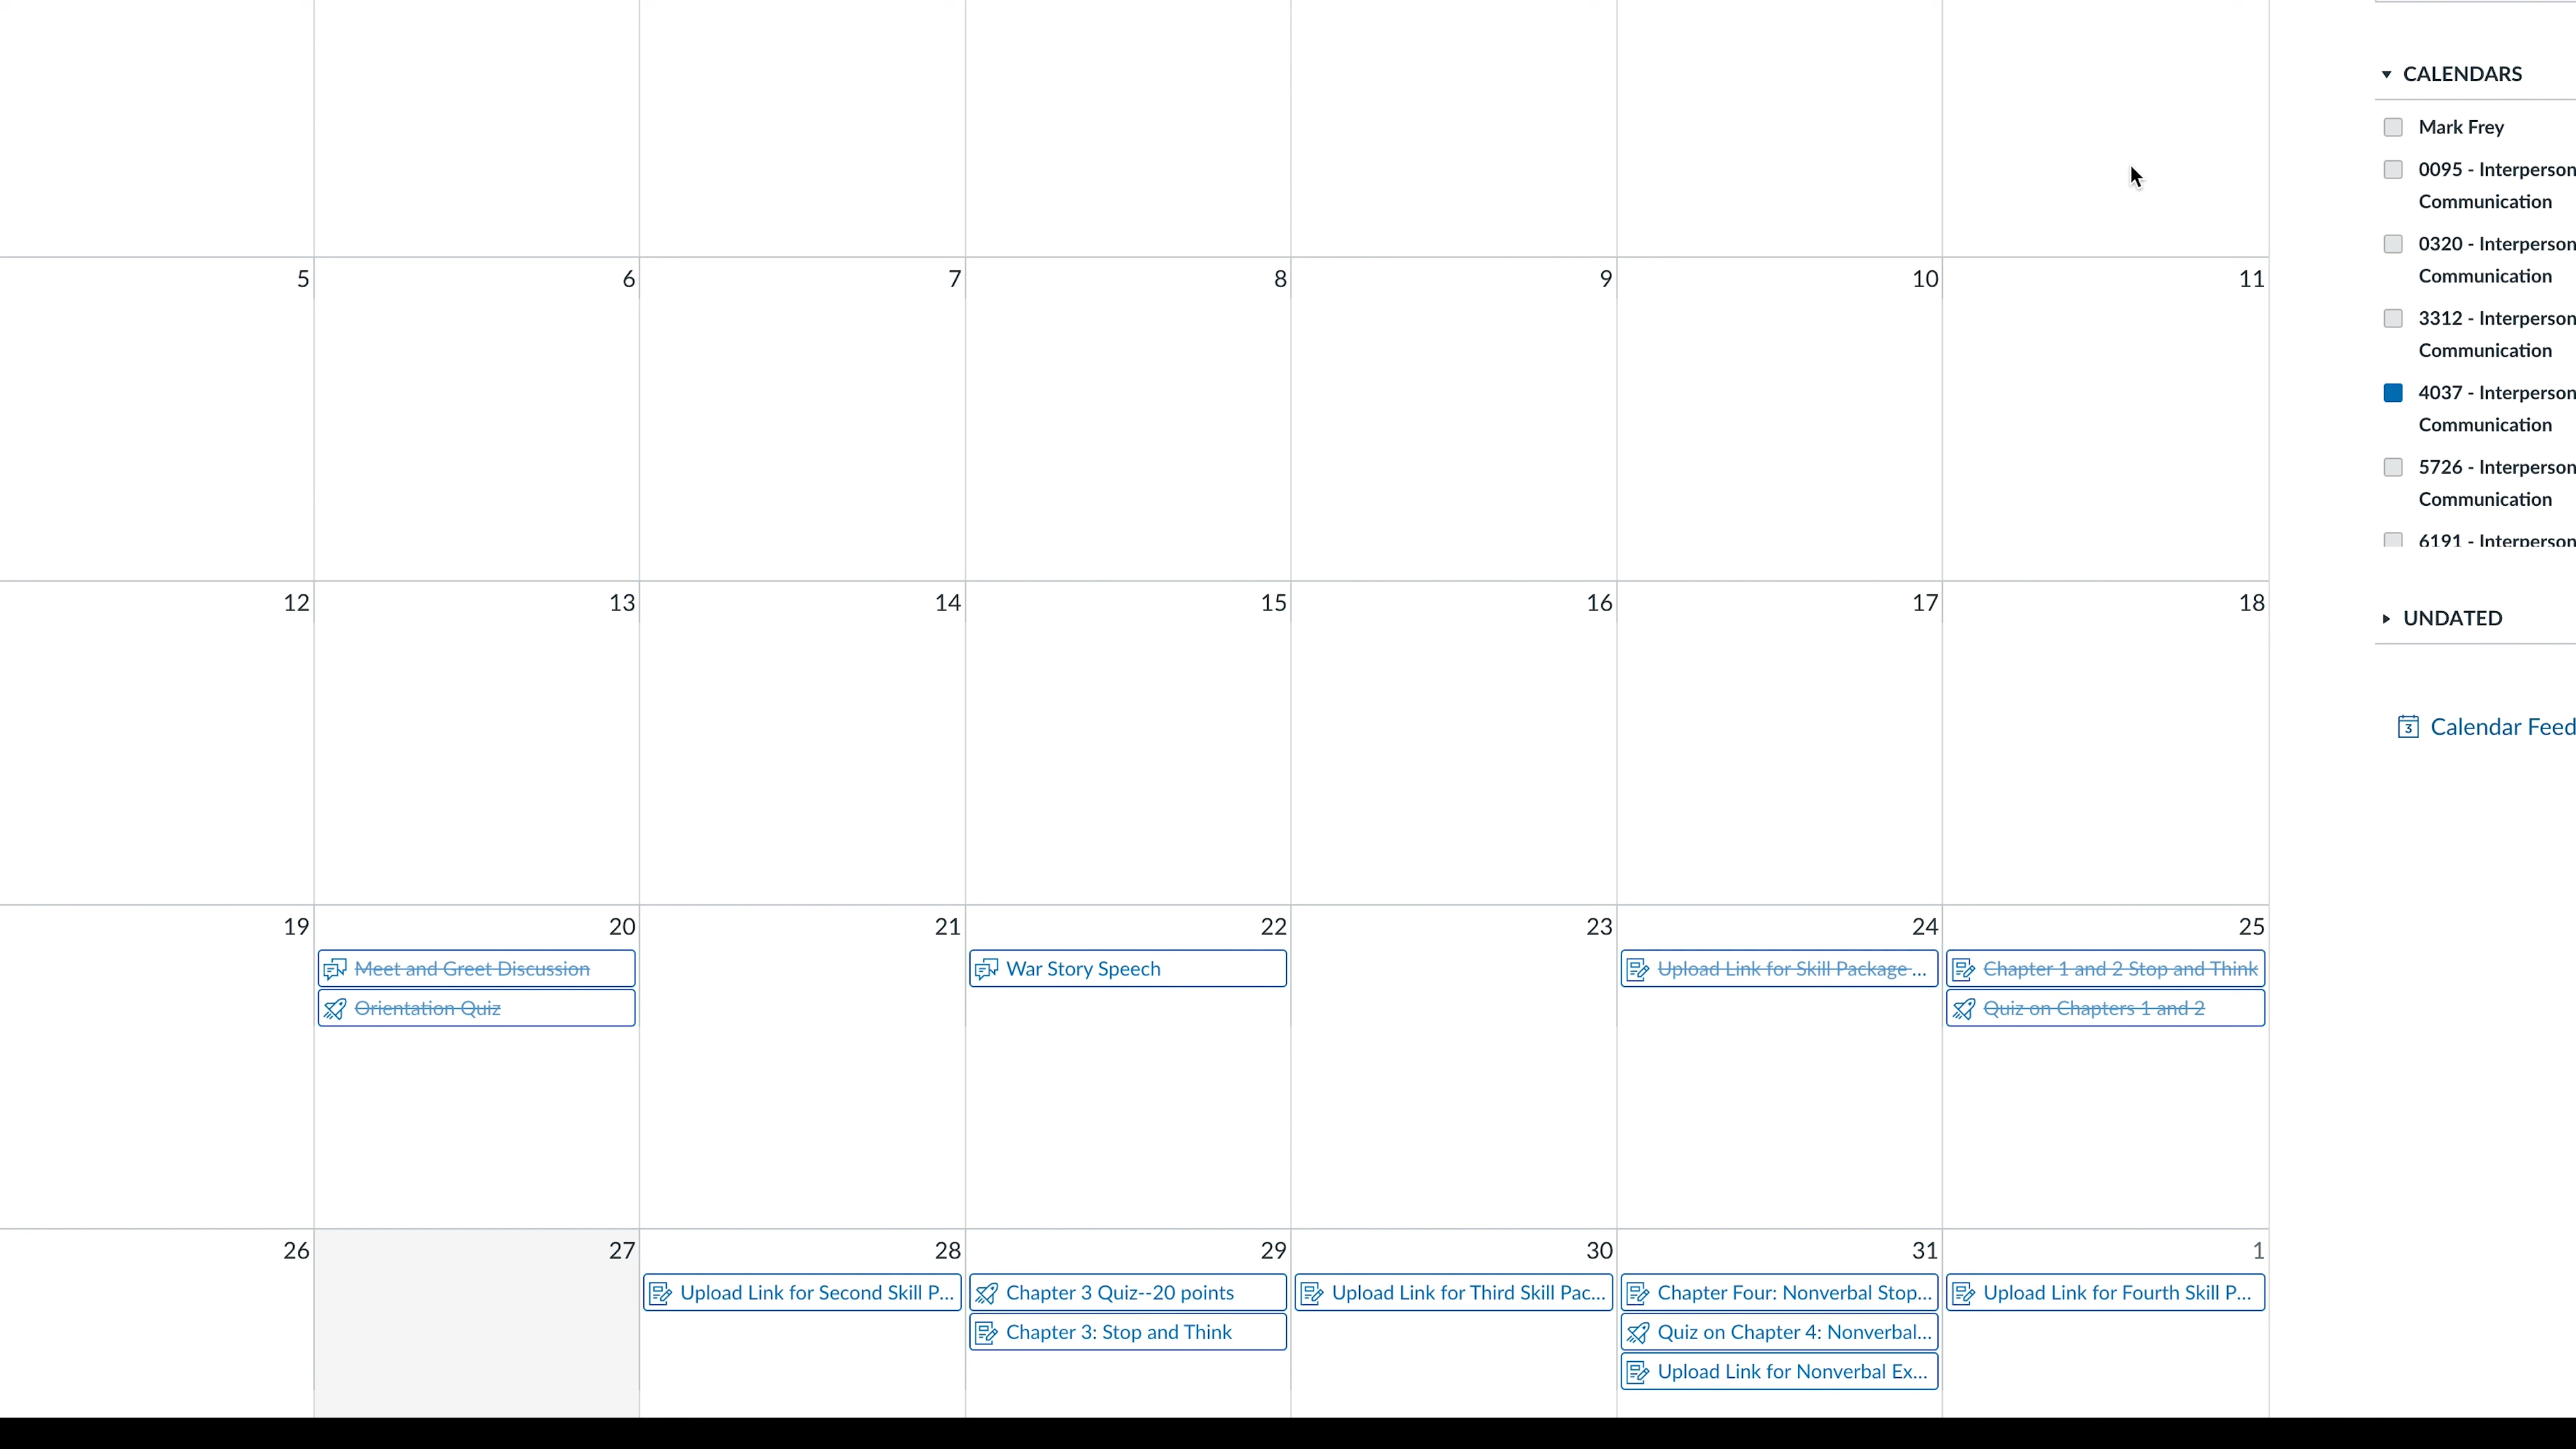 CALENDARS
Mark Frey
0095 - Interperson
Communication
0320 - Interperson
Communication
3312 - Interperson
Communication
4037 - Interperson
Communication
5726 - Interperson
Communication
6191 - Interperson
UNDATED
3 Calendar Feed
5 6 7 8 9 10 11
12 13 14 15 16 17 18
19 20 21 22 23 24 25
Meet and Greet Discussion
Orientation Quiz
War Story Speech
Upload Link for Skill Package ...
Chapter 1 and 2 Stop and Think
Quiz on Chapters 1 and 2
26 27 28 29 30 31 1
Upload Link for Second Skill P...
Chapter 3 Quiz--20 points
Chapter 3: Stop and Think
Upload Link for Third Skill Pac...
Chapter Four: Nonverbal Stop...
Quiz on Chapter 4: Nonverbal...
Upload Link for Nonverbal Ex...
Upload Link for Fourth Skill P...